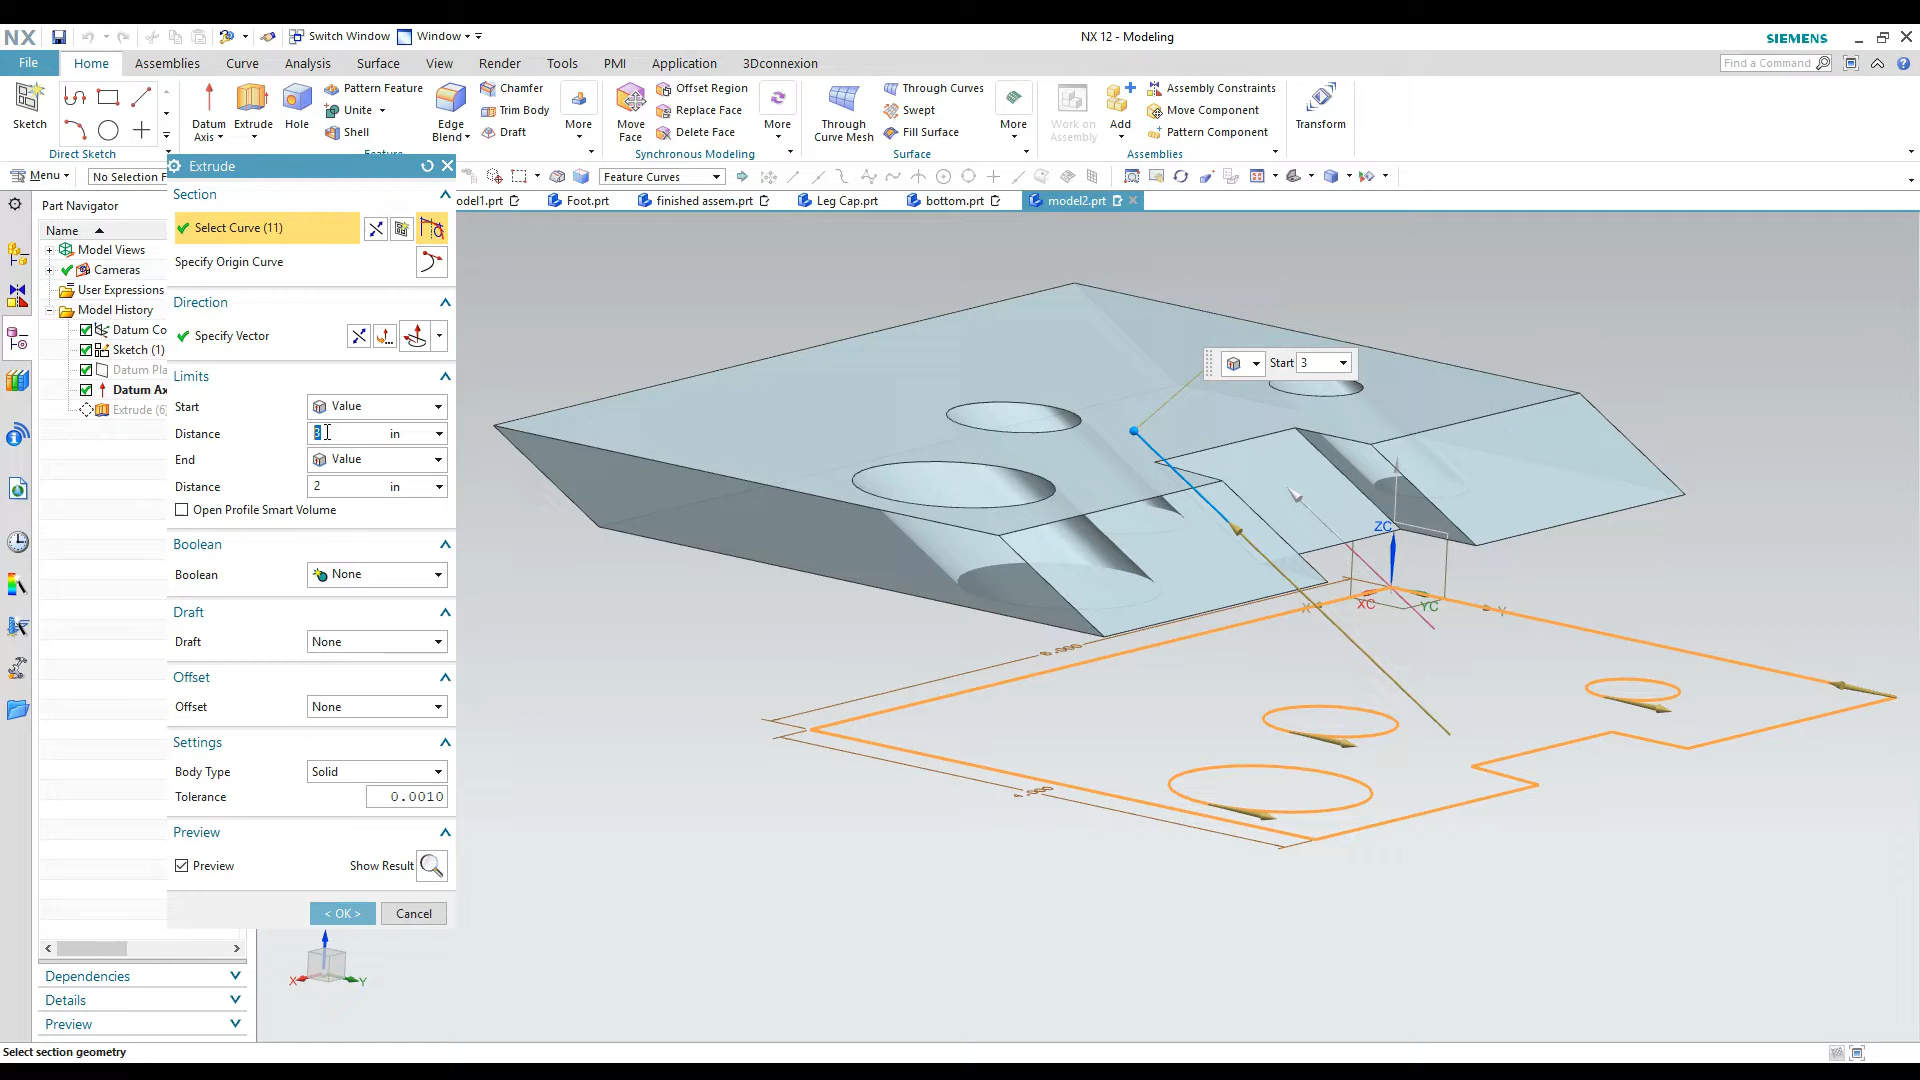 NX
Switch Window
Window
NX 12 - Modeling
SIEMENS
File
Home
Assemblies
Curve
Analysis
Surface
View
Render
Tools
PMI
Application
3Dconnexion
Find a Command
Sketch
Direct Sketch
Datum Axis
Extrude
Hole
Pattern Feature
Unite
Shell
Edge Blend
Chamfer
Trim Body
Draft
More
Feature
Move Face
Offset Region
Replace Face
Delete Face
More
Synchronous Modeling
Through Curve Mesh
Through Curves
Swept
Fill Surface
More
Surface
Work on Assembly
Add
Assembly Constraints
Move Component
Pattern Component
Assemblies
Transform
Menu
No Selection F
Feature Curves
odel1.prt
Foot.prt
finished assem.prt
Leg Cap.prt
bottom.prt
model2.prt
Part Navigator
Name
Model Views
Cameras
User Expressions
Model History
Datum Co
Sketch (1)
Datum Pla
Datum Ax
Extrude (6)
Dependencies
Details
Preview
Extrude
Section
Select Curve (11)
Specify Origin Curve
Direction
Specify Vector
Limits
Start
Value
Distance
3
in
End
Value
Distance
2
in
Open Profile Smart Volume
Boolean
Boolean
None
Draft
Draft
None
Offset
Offset
None
Settings
Body Type
Solid
Tolerance
0.0010
Preview
Preview
Show Result
< OK >
Cancel
Start
3
ZC
XC
YC
X
Y
X
Y
Select section geometry